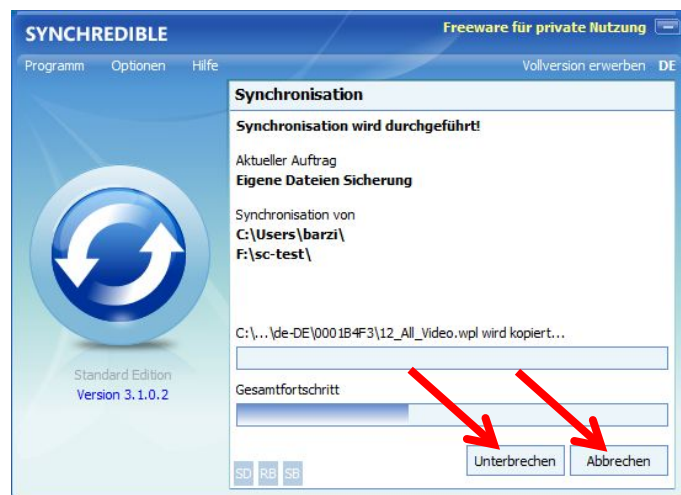 SYNCHREDIBLE
Freeware für private Nutzung
Programm Optionen Hilfe
Vollversion erwerben DE
Synchronisation
Synchronisation wird durchgeführt!
Aktueller Auftrag
Eigene Dateien Sicherung
Synchronisation von
C:\Users\barzi\
F:\sc-test\
C:\...\de-DE\0001B4F3\12_All_Video.wpl wird kopiert...
Standard Edition
Version 3.1.0.2
Gesamtfortschritt
Unterbrechen Abbrechen
SD RB SB